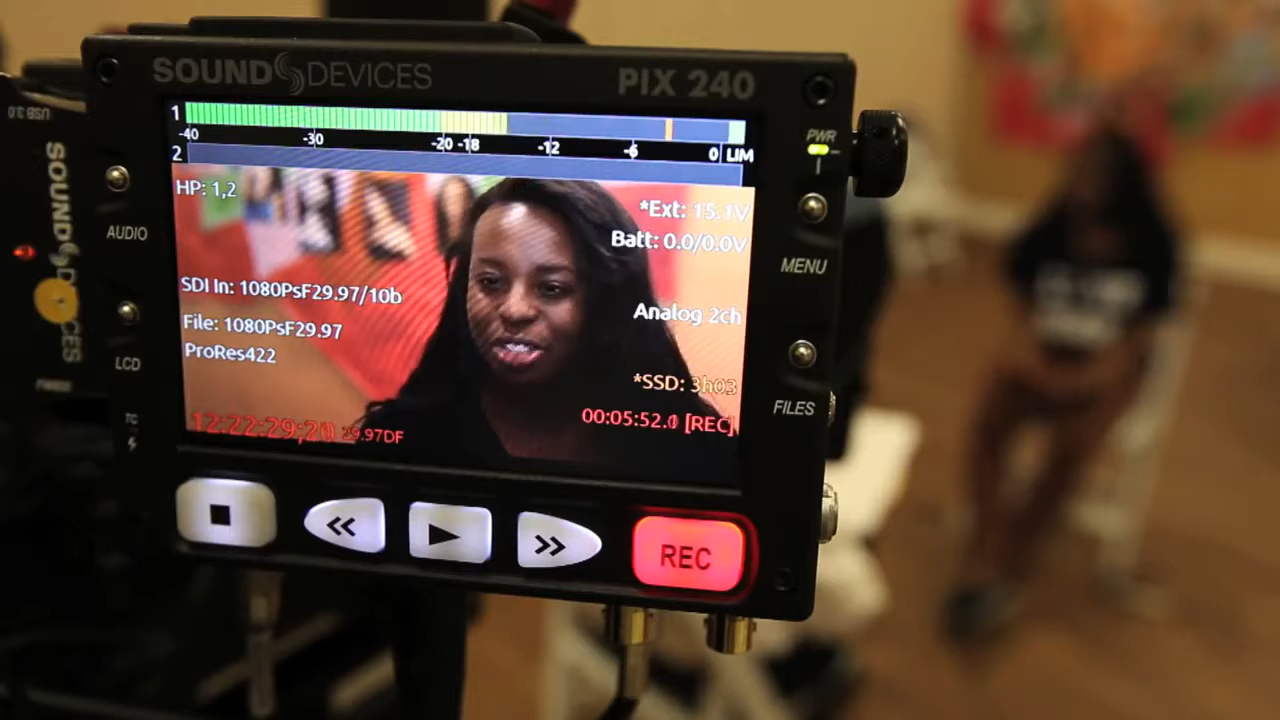 SOUND DEVICES PIX 240
1
-40 -30 -20 -18 -12 -6 0 LIM
2
HP: 1,2
*Ext: 15.1V
Batt: 0.0/0.0V
SDI In: 1080PsF29.97/10b
Analog 2ch
File: 1080PsF29.97
ProRes422
*SSD: 3h03
12:22:29;20 29.97DF
00:05:52.0 [REC]
PWR
MENU
FILES
AUDIO
LCD
TC
REC
USB 3.0
SOUND DEVICES